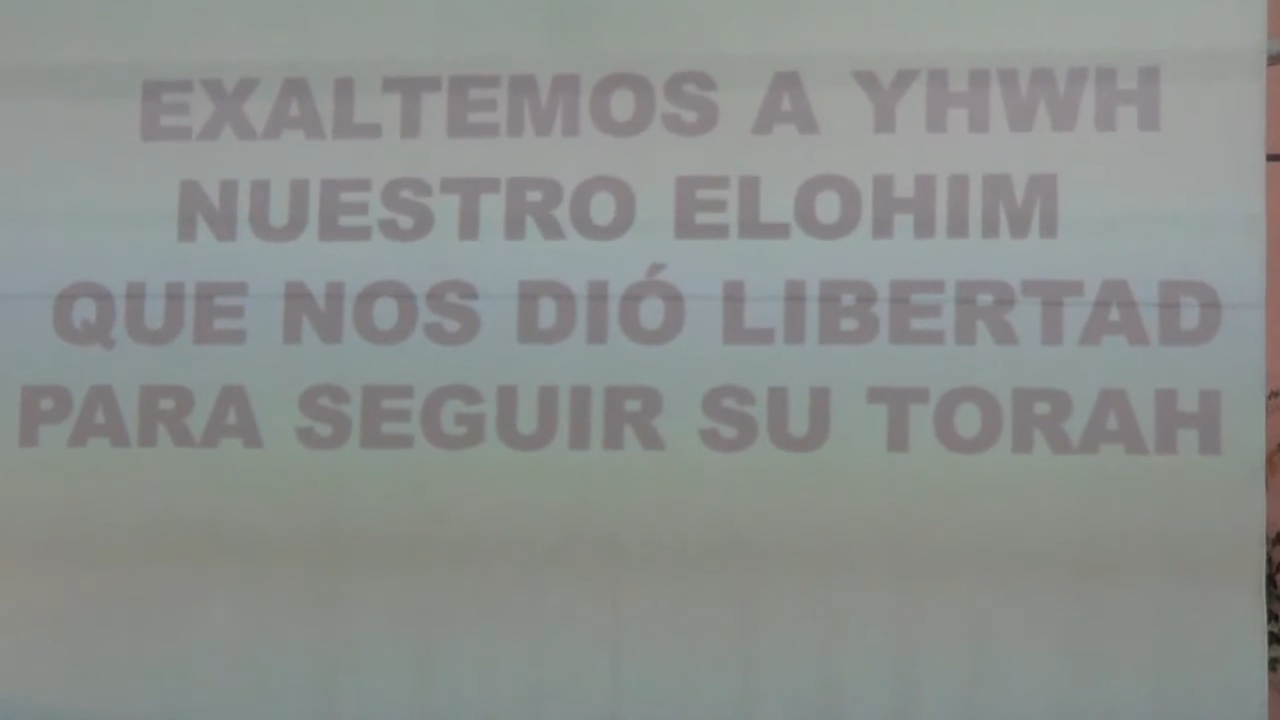 EXALTEMOS A YHWH
NUESTRO ELOHIM
QUE NOS DIÓ LIBERTAD
PARA SEGUIR SU TORAH